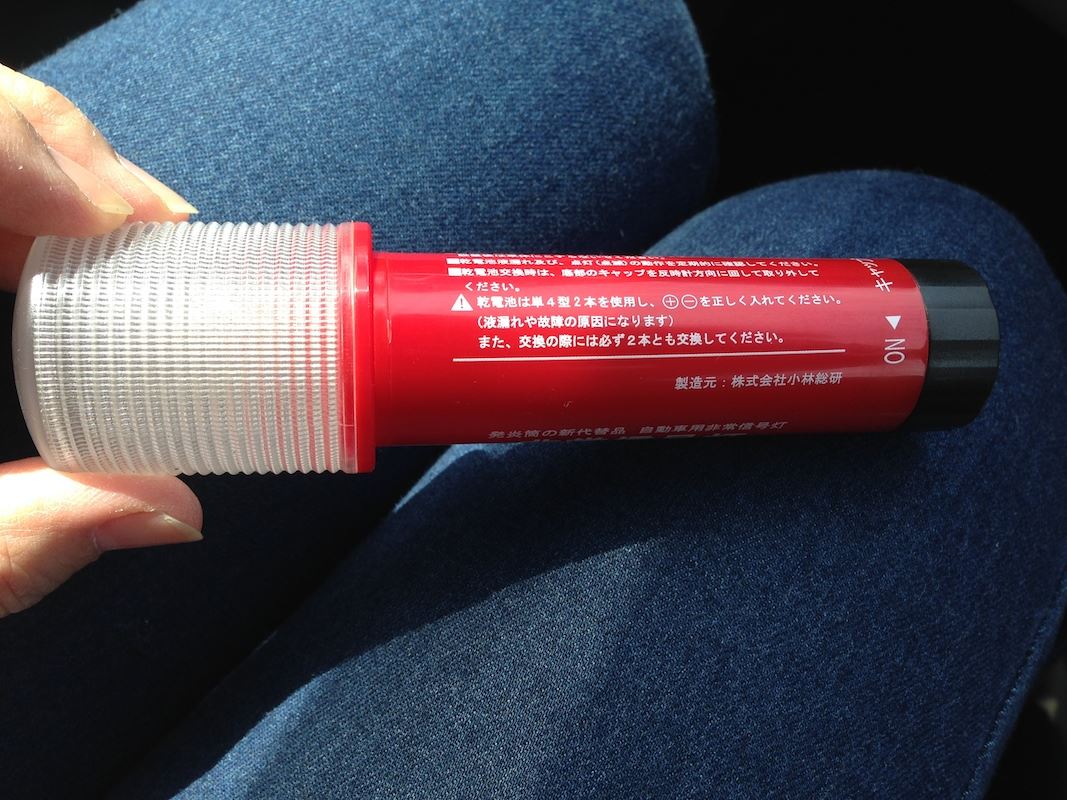 ■乾電池液漏れ及び、点灯(点滅)の動作を定期的に確認してください。
■乾電池交換時は、底部のキャップを反時計方向に回して取り外して
ください。
⚠乾電池は単4型2本を使用し、⊕⊖を正しく入れてください。
(液漏れや故障の原因になります)
また、交換の際には必ず2本とも交換してください。
製造元:株式会社小林総研
発炎筒の新代替品 自動車用非常信号灯
キャッ
▲ ON